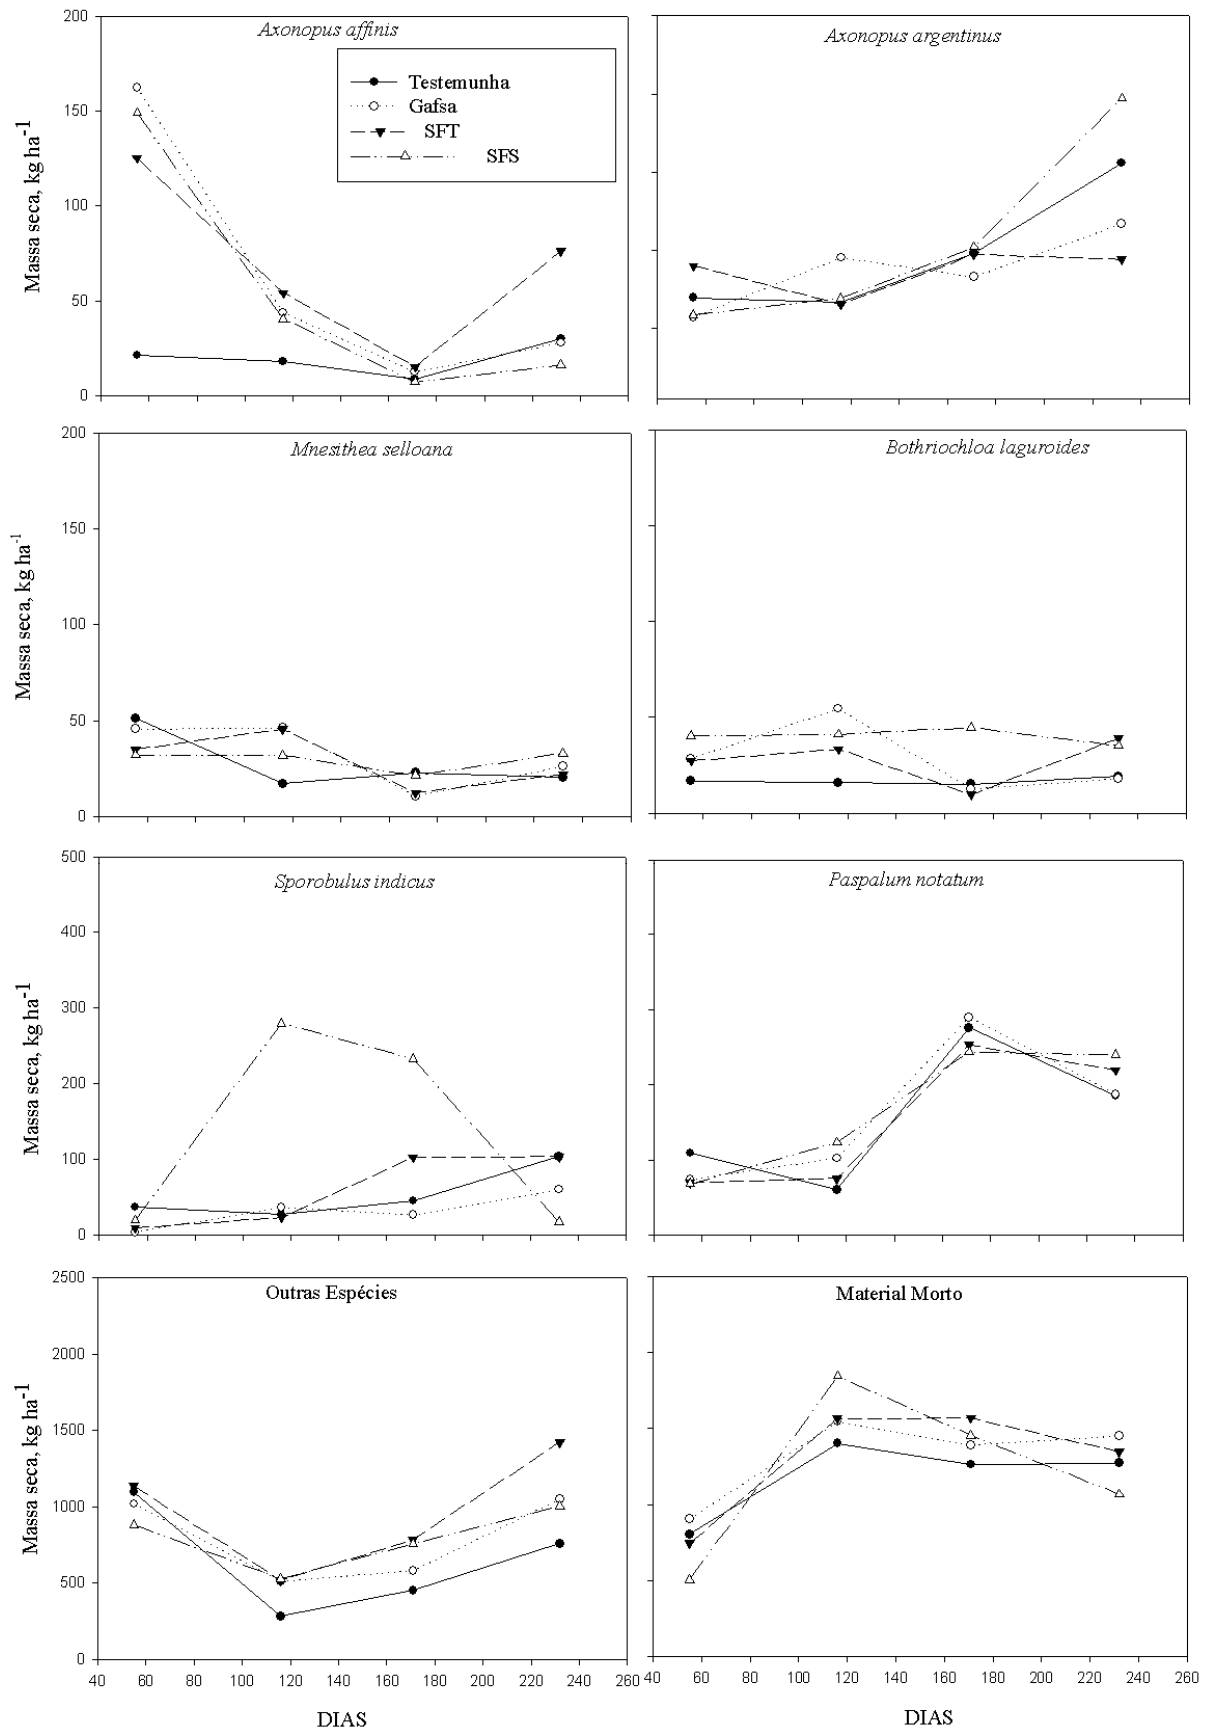 Axonopus affinis
Axonopus argentinus
Testemunha
Gafsa
SFT
SFS
Massa seca, kg ha-1
200
150
100
50
0
Mnesithea selloana
Bothriochloa laguroides
Massa seca, kg ha-1
200
150
100
50
0
Sporobulus indicus
Paspalum notatum
Massa seca, kg ha-1
500
400
300
200
100
0
Outras Espécies
Material Morto
Massa seca, kg ha-1
2500
2000
1500
1000
500
0
40 60 80 100 120 140 160 180 200 220 240 260
40 60 80 100 120 140 160 180 200 220 240 260
DIAS
DIAS